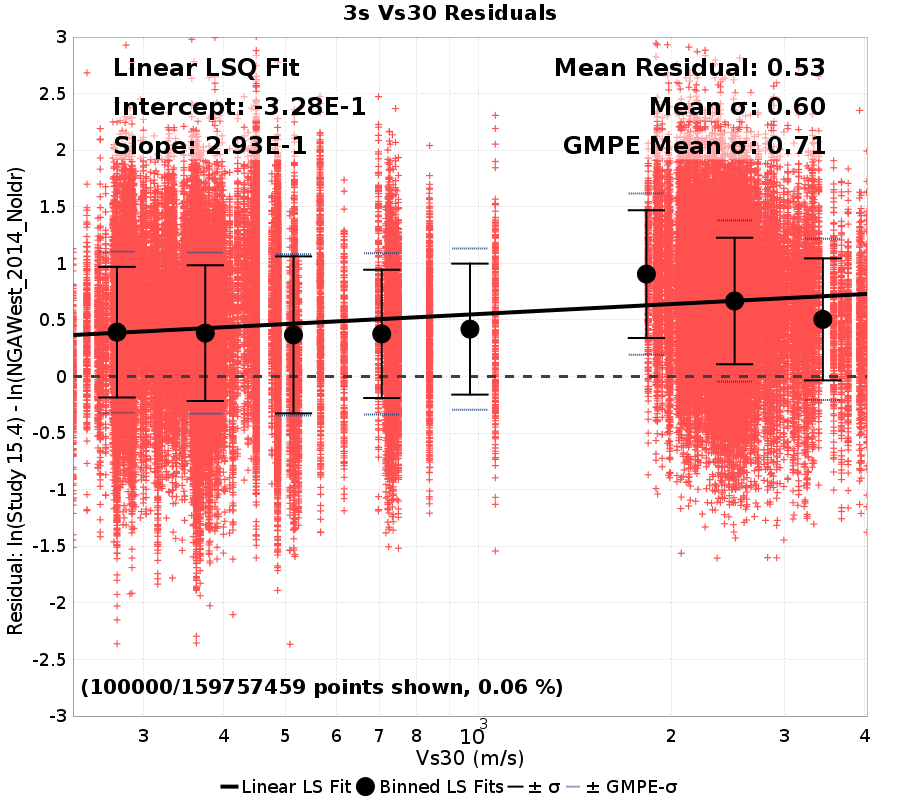 3s Vs30 Residuals
Linear LSQ Fit
Intercept: -3.28E-1
Slope: 2.93E-1
Mean Residual: 0.53
Mean σ: 0.60
GMPE Mean σ: 0.71
3
2.5
2
1.5
1
0.5
0
-0.5
-1
-1.5
-2
-2.5
-3
Residual: ln(Study 15.4) - ln(NGAWest_2014_NoIdr)
(100000/159757459 points shown, 0.06 %)
3 4 5 6 7 8 10³ 2 3 4
Vs30 (m/s)
Linear LS Fit Binned LS Fits ± σ ± GMPE-σ